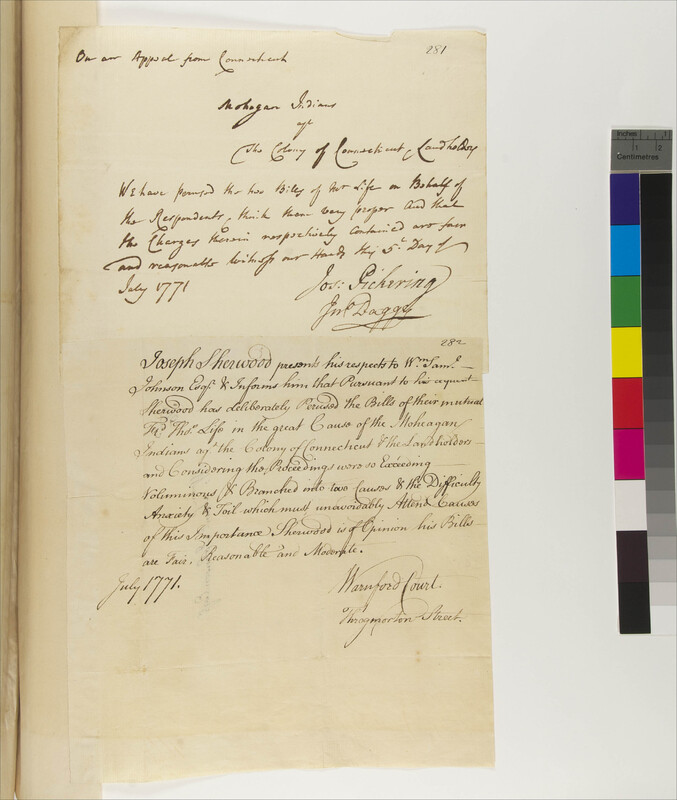 281
On an Appeal from Connecticut
Mohagan Indians
agt
The Colony of Connecticut, & Landholders
We have perused the two Bills of Mr Life on Behalf of
the Respondents, think them very proper and that
the Charges therein respectively contained are fair
and reasonable Witness our Hands this 5th Day of
July 1771
Jos: Pickering
Jno Dagge
282
Joseph Sherwood presents his respects to Wm Saml
Johnson Esqr & Informs him that Pursuant to his request
Sherwood has deliberately Perused the Bills of their mutual
Frd Thos Life in the great Cause of the Moheagan
Indians agt the Colony of Connecticut & the Landholders
and Considering the Proceedings were so Exceeding
Voluminous & Branched into two Causes & the Difficulty
Anxiety & Toil which must unavoidably Attend Causes
of this Importance Sherwood is of Opinion his Bills
are Fair, Reasonable and Moderate.
July 1771.
Warnford Court.
Throgmorton Street.
Inches
1
2
Centimetres